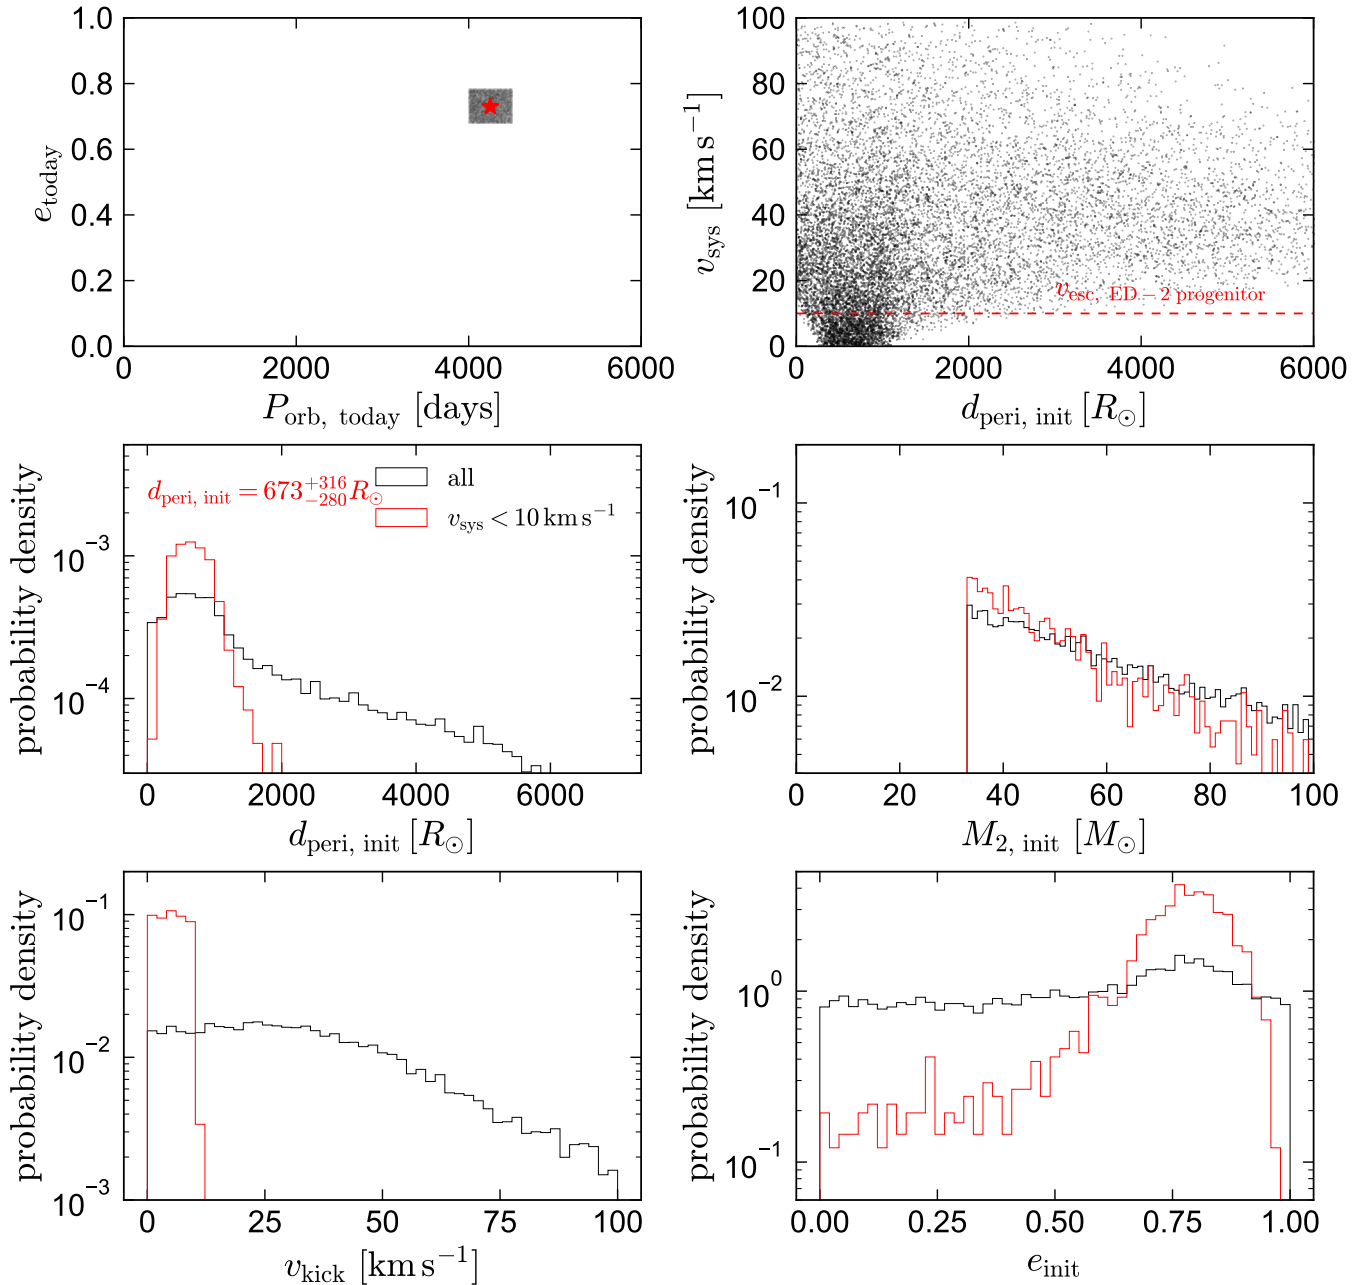 1.0
0.8
0.6
0.4
0.2
0.0
e_today
0 2000 4000 6000
P_orb, today [days]
100
80
60
40
20
0
v_sys [km s⁻¹]
v_esc, ED−2 progenitor
0 2000 4000 6000
d_peri, init [R_⊙]
probability density
10⁻³
10⁻⁴
d_peri, init = 673⁺³¹⁶₋₂₈₀ R_⊙
all
v_sys < 10 km s⁻¹
0 2000 4000 6000
d_peri, init [R_⊙]
probability density
10⁻¹
10⁻²
0 20 40 60 80 100
M_2, init [M_⊙]
probability density
10⁻¹
10⁻²
10⁻³
0 25 50 75 100
v_kick [km s⁻¹]
probability density
10⁰
10⁻¹
0.00 0.25 0.50 0.75 1.00
e_init